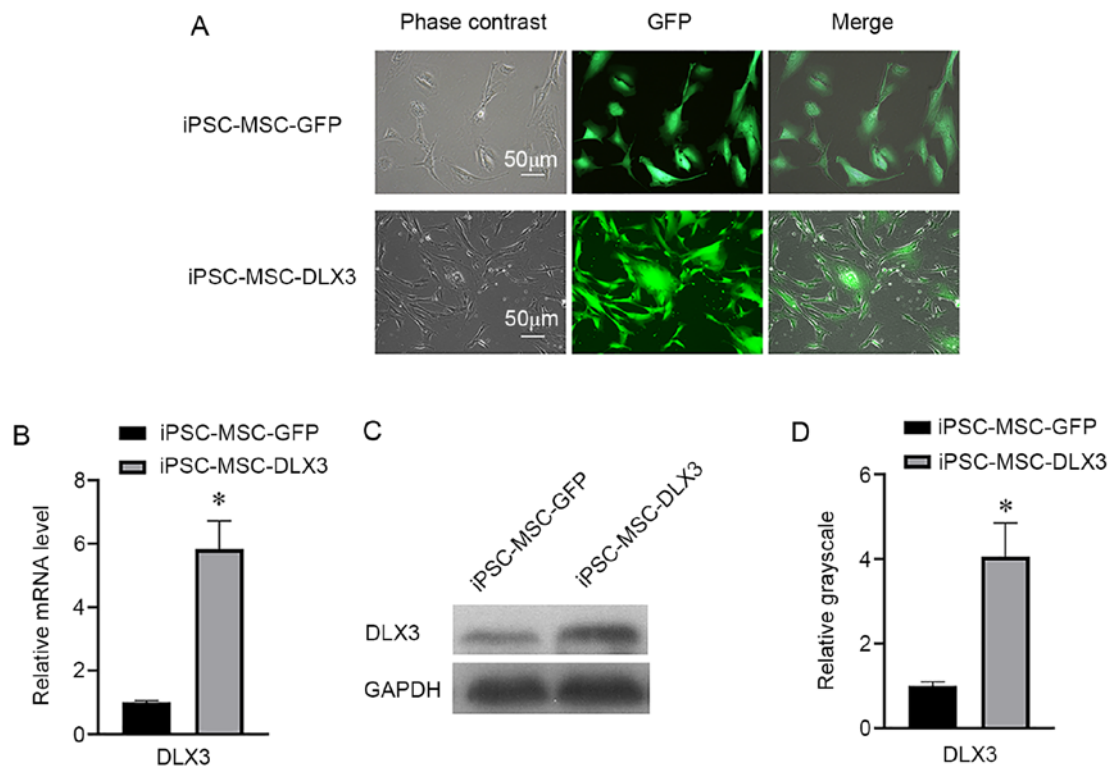 A
Phase contrast
GFP
Merge
iPSC-MSC-GFP
50μm
iPSC-MSC-DLX3
50μm
B
iPSC-MSC-GFP
iPSC-MSC-DLX3
Relative mRNA level
8
6
4
2
0
*
DLX3
C
iPSC-MSC-GFP
iPSC-MSC-DLX3
DLX3
GAPDH
D
iPSC-MSC-GFP
iPSC-MSC-DLX3
Relative grayscale
6
4
2
0
*
DLX3